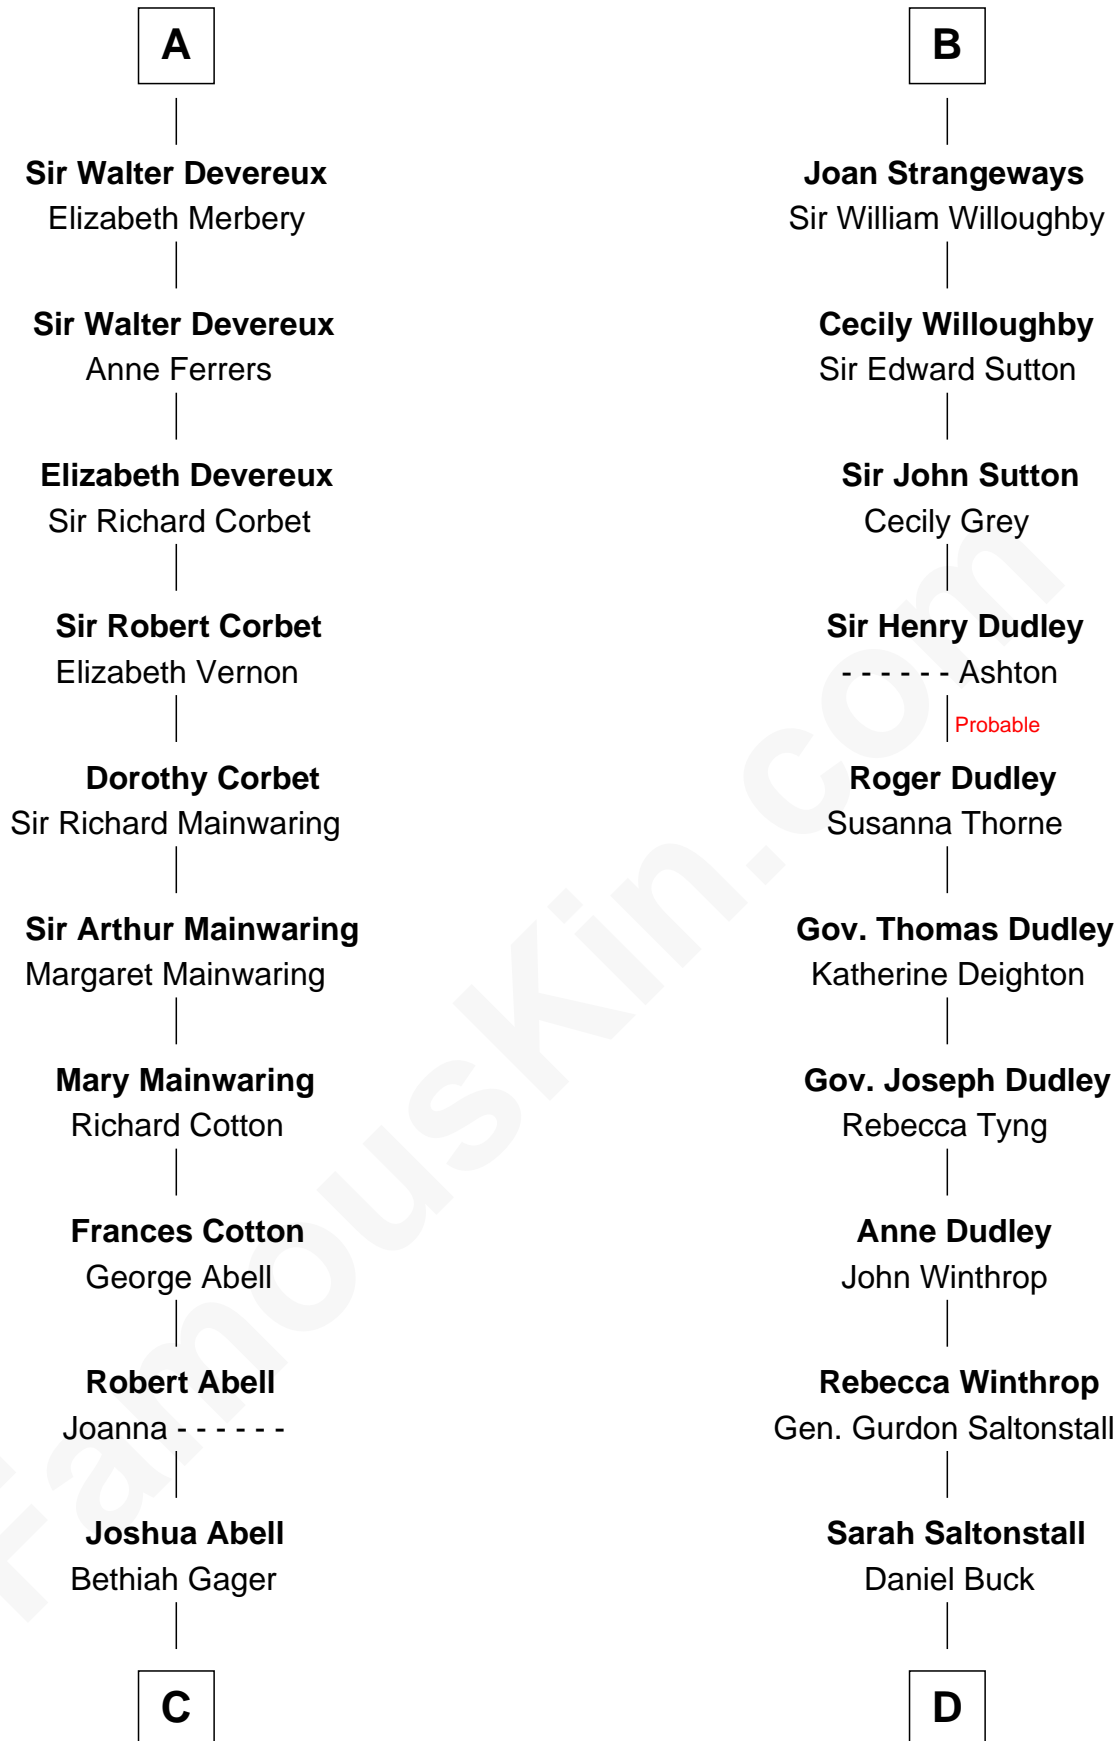 A
Sir Walter Devereux
Elizabeth Merbery
Sir Walter Devereux
Anne Ferrers
Elizabeth Devereux
Sir Richard Corbet
Sir Robert Corbet
Elizabeth Vernon
Dorothy Corbet
Sir Richard Mainwaring
Sir Arthur Mainwaring
Margaret Mainwaring
Mary Mainwaring
Richard Cotton
Frances Cotton
George Abell
Robert Abell
Joanna - - - - - -
Joshua Abell
Bethiah Gager
C
B
Joan Strangeways
Sir William Willoughby
Cecily Willoughby
Sir Edward Sutton
Sir John Sutton
Cecily Grey
Sir Henry Dudley
- - - - - - Ashton
Probable
Roger Dudley
Susanna Thorne
Gov. Thomas Dudley
Katherine Deighton
Gov. Joseph Dudley
Rebecca Tyng
Anne Dudley
John Winthrop
Rebecca Winthrop
Gen. Gurdon Saltonstall
Sarah Saltonstall
Daniel Buck
D
FamousKin.com